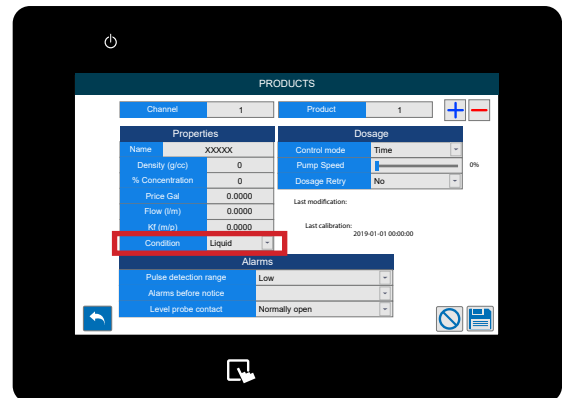 PRODUCTS
Channel 1 Product 1
Properties Dosage
Name XXXXX Control mode Time
Density (g/cc) 0 Pump Speed 0%
% Concentration 0 Dosage Retry No
Price Gal 0.0000
Last modification:
Flow (l/m) 0.0000
Kf (m/p) 0.0000
Last calibration:
2019-01-01 00:00:00
Condition Liquid
Alarms
Pulse detection range Low
Alarms before notice
Level probe contact Normally open